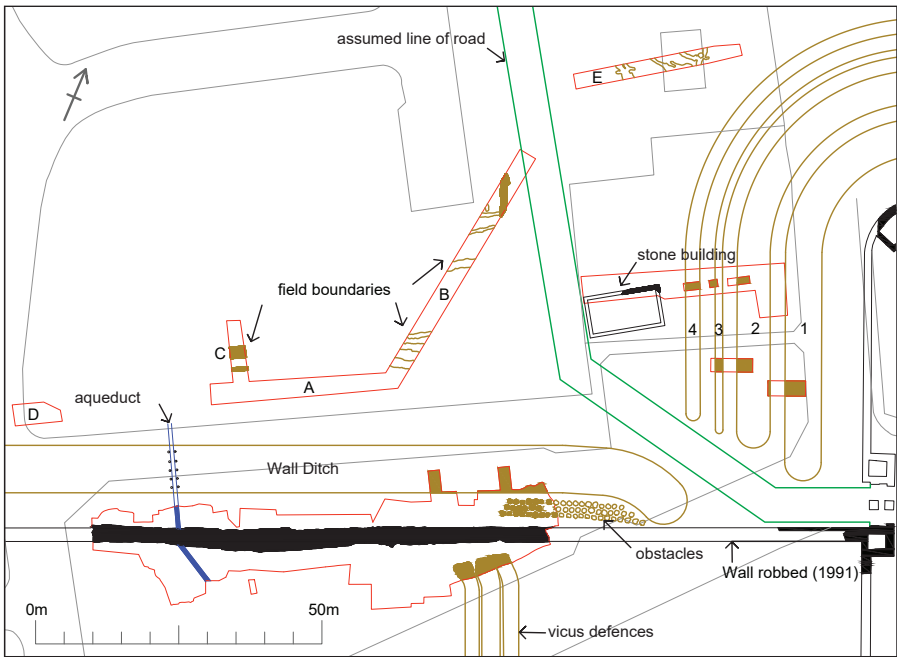 assumed line of road
E
stone building
field boundaries
B
4 3 2 1
C
A
aqueduct
D
Wall Ditch
obstacles
Wall robbed (1991)
0m 50m
vicus defences